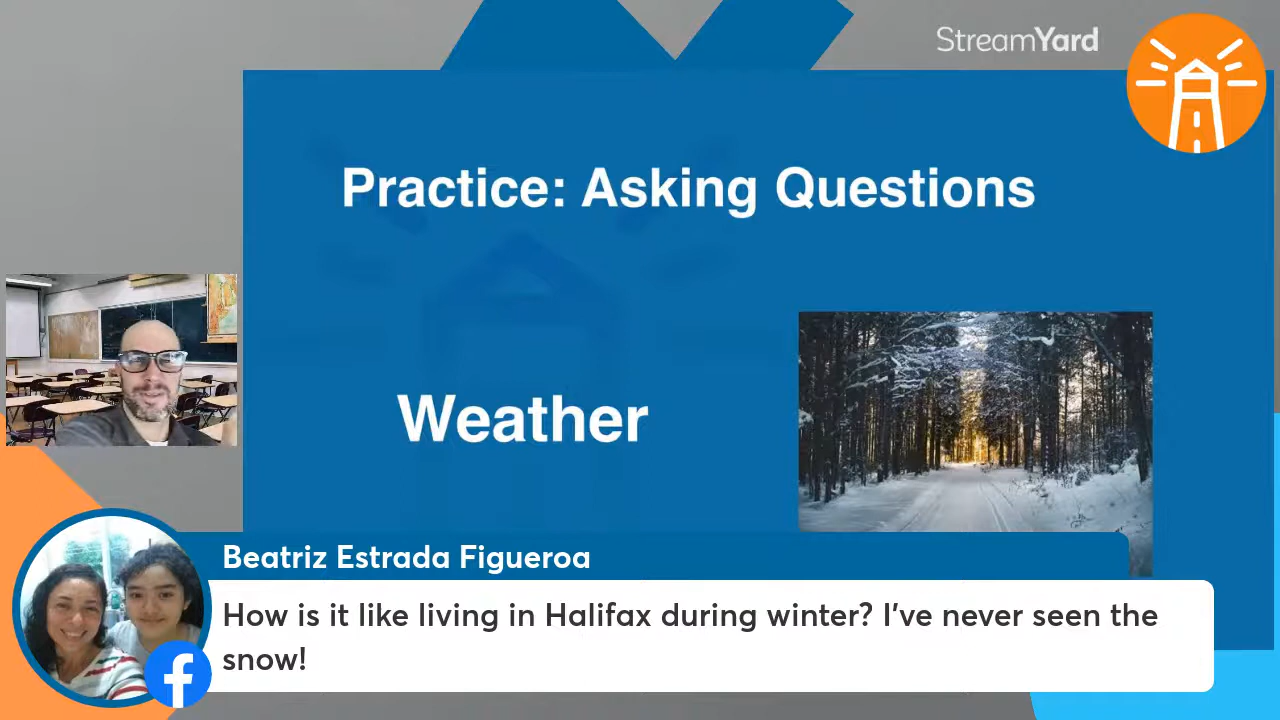 StreamYard
Practice: Asking Questions
Weather
Beatriz Estrada Figueroa
How is it like living in Halifax during winter? I've never seen the
snow!